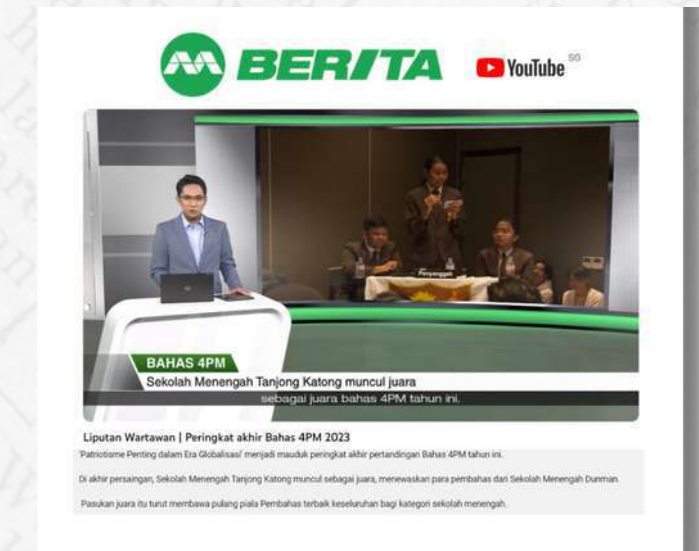 BERITA
YouTube SG
Penyanggah
BAHAS 4PM
Sekolah Menengah Tanjong Katong muncul juara
sebagai juara bahas 4PM tahun ini.
Liputan Wartawan | Peringkat akhir Bahas 4PM 2023
'Patriotisme Penting dalam Era Globalisasi' menjadi mauduk peringkat akhir pertandingan Bahas 4PM tahun ini.
Di akhir persaingan, Sekolah Menengah Tanjong Katong muncul sebagai juara, menewaskan para pembahas dari Sekolah Menengah Dunman.
Pasukan juara itu turut membawa pulang piala Pembahas terbaik keseluruhan bagi kategori sekolah menengah.